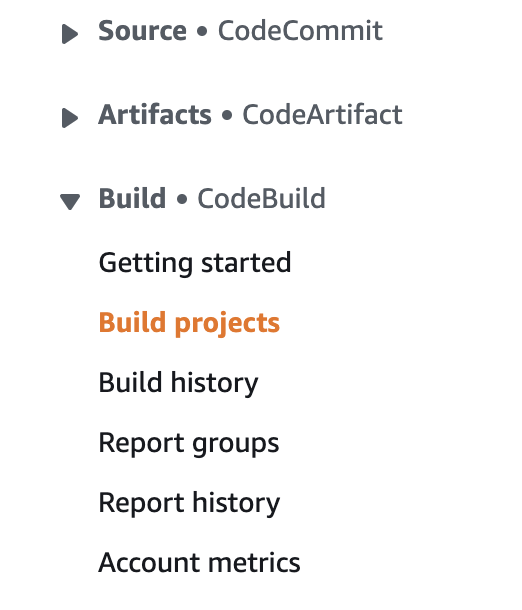 Source • CodeCommit
Artifacts • CodeArtifact
Build • CodeBuild
Getting started
Build projects
Build history
Report groups
Report history
Account metrics